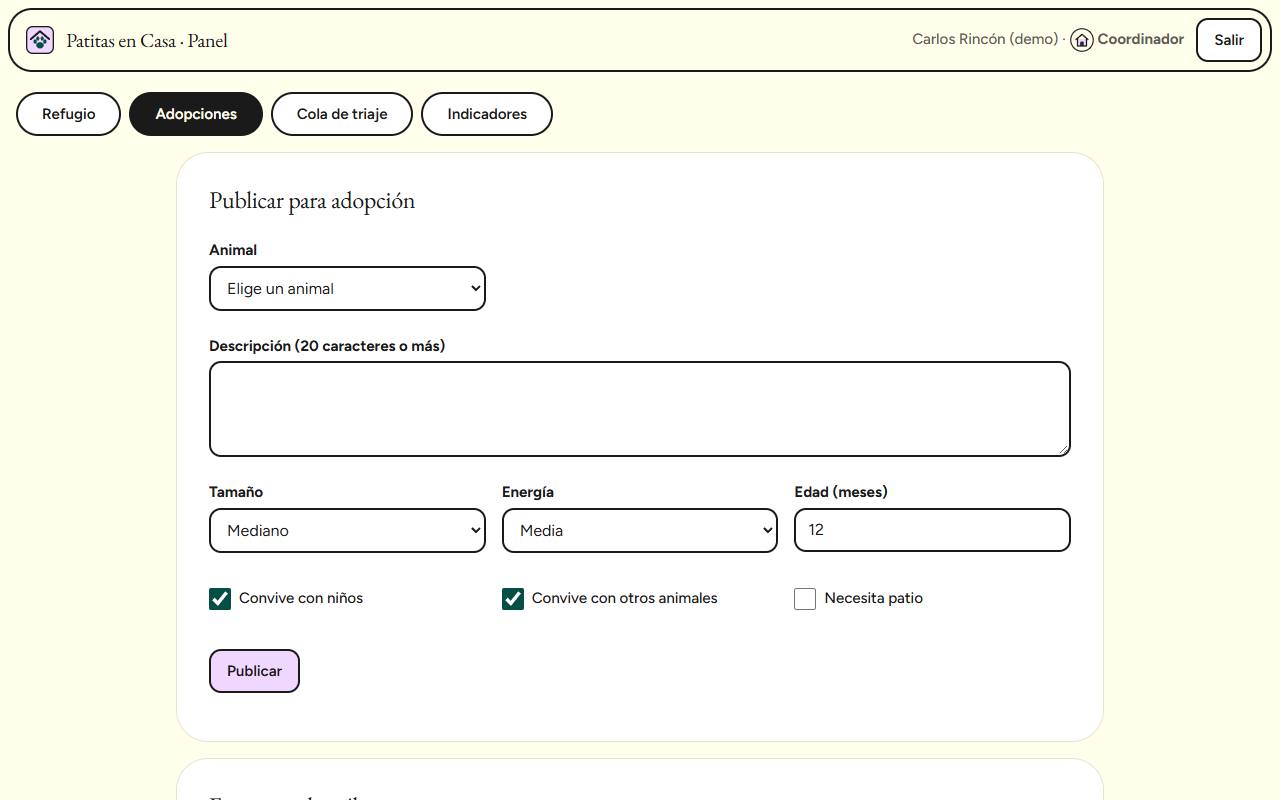 Patitas en Casa · Panel
Carlos Rincón (demo) · Coordinador
Salir
Refugio
Adopciones
Cola de triaje
Indicadores
Publicar para adopción
Animal
Elige un animal
Descripción (20 caracteres o más)
Tamaño
Energía
Edad (meses)
Mediano
Media
12
Convive con niños
Convive con otros animales
Necesita patio
Publicar